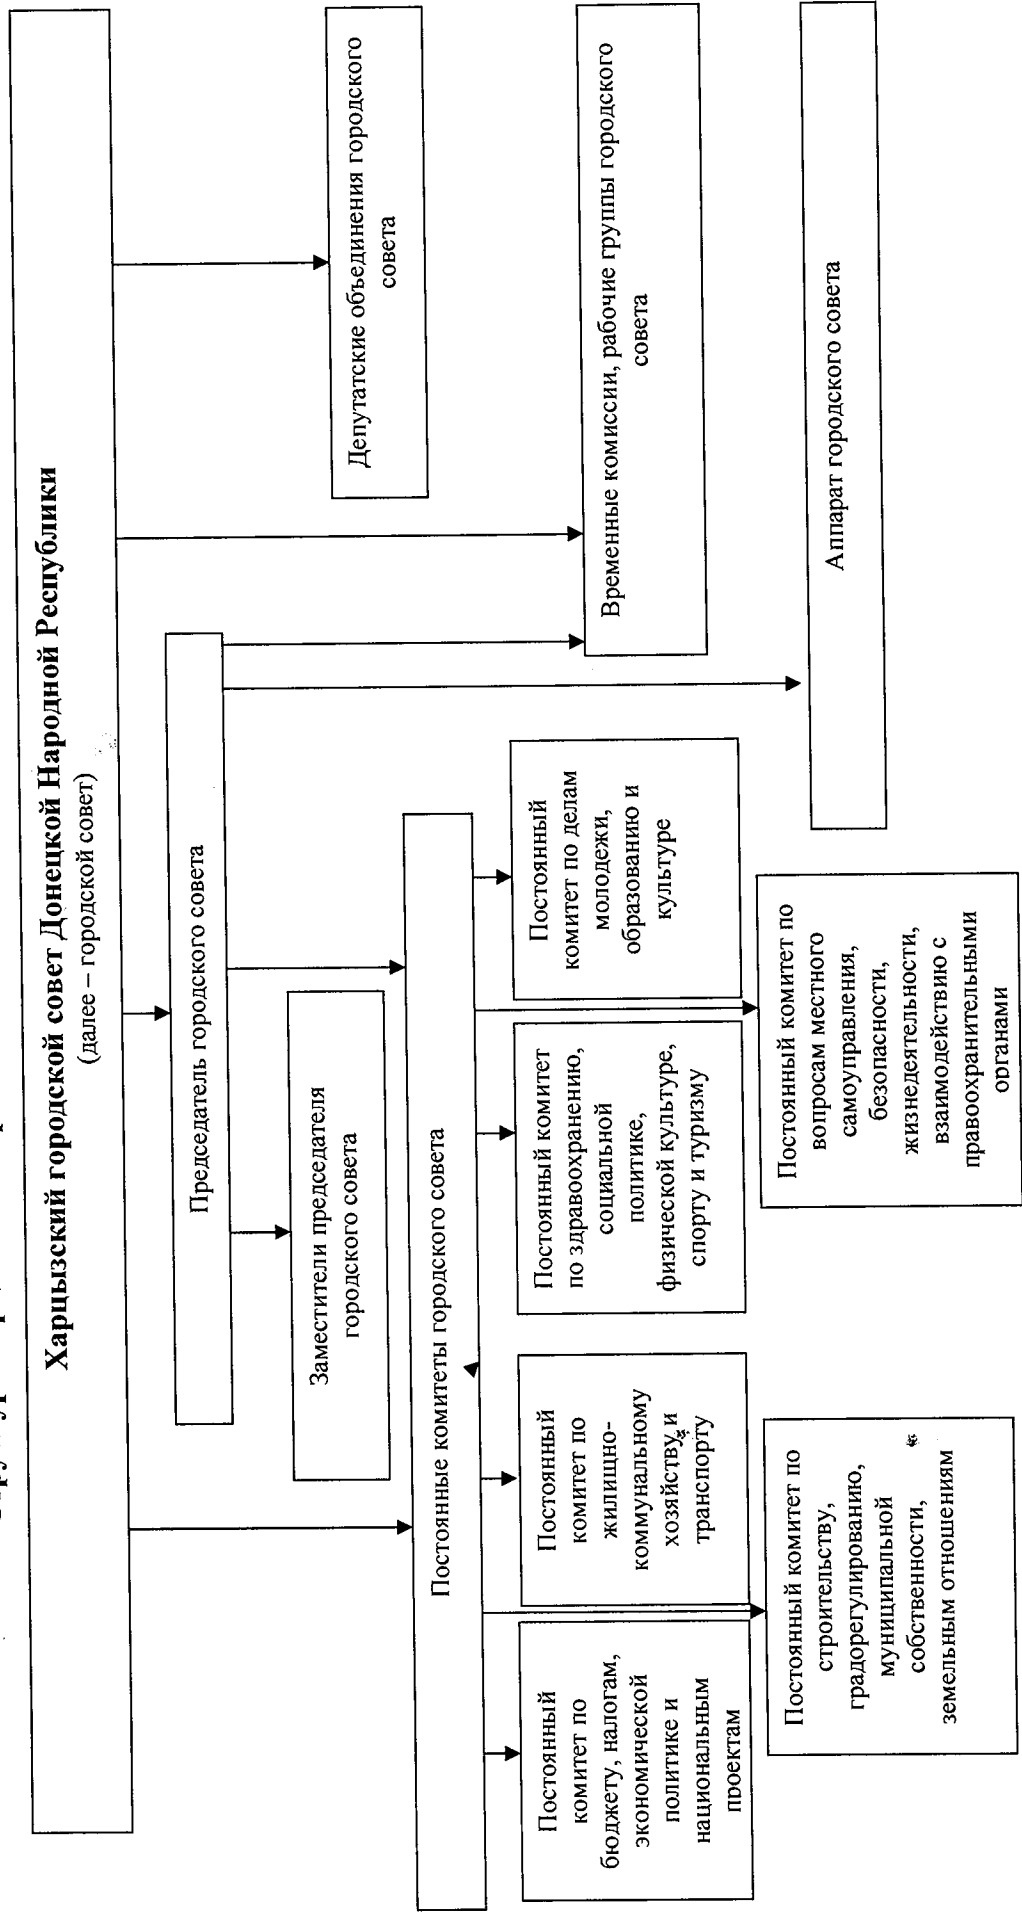 Харцызский городской совет Донецкой Народной Республики
(далее – городской совет)
Председатель городского совета
Депутатские объединения городского
совета
Заместители председателя
городского совета
Временные комиссии, рабочие группы городского
совета
Постоянные комитеты городского совета
Аппарат городского совета
Постоянный
комитет по
бюджету, налогам,
экономической
политике и
национальным
проектам
Постоянный
комитет по
жилищно-
коммунальному
хозяйству и
транспорту
Постоянный комитет
по здравоохранению,
социальной
политике,
физической культуре,
спорту и туризму
Постоянный
комитет по делам
молодежи,
образованию и
культуре
Постоянный комитет по
строительству,
градорегулированию,
муниципальной
собственности,
земельным отношениям
Постоянный комитет по
вопросам местного
самоуправления,
безопасности,
жизнедеятельности,
взаимодействию с
правоохранительными
органами